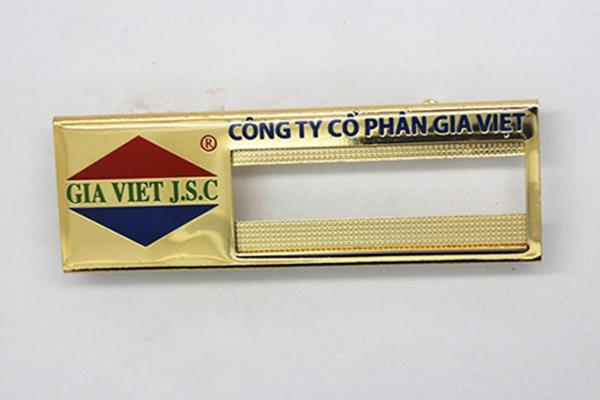 CÔNG TY CỔ PHẦN GIA VIỆT
®
GIA VIET J.S.C